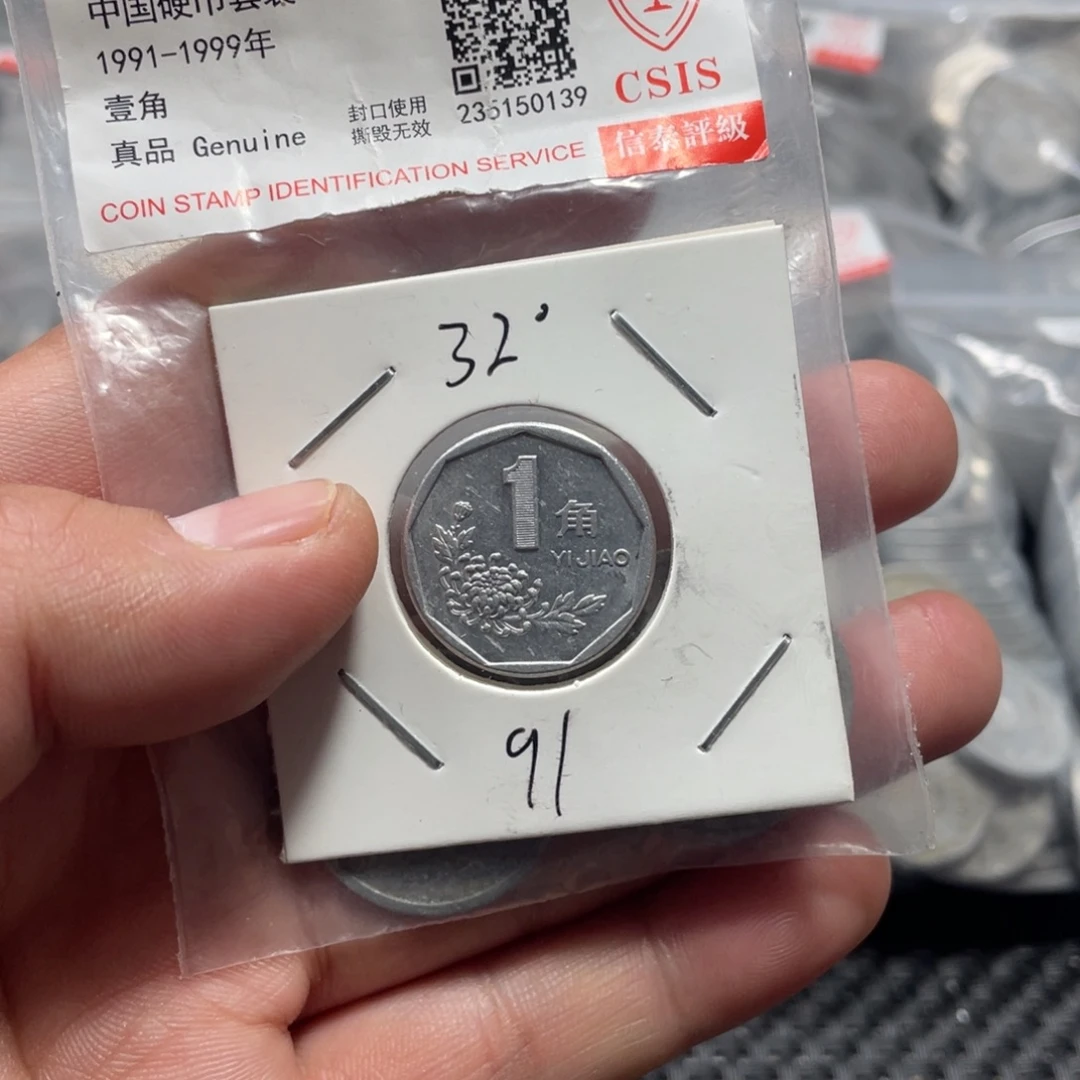 中国硬币套装
1991-1999年
壹角
真品 Genuine
封口使用
撕毁无效
235150139
CSIS
信泰評級
COIN STAMP IDENTIFICATION SERVICE
32°
1角
YI JIAO
91